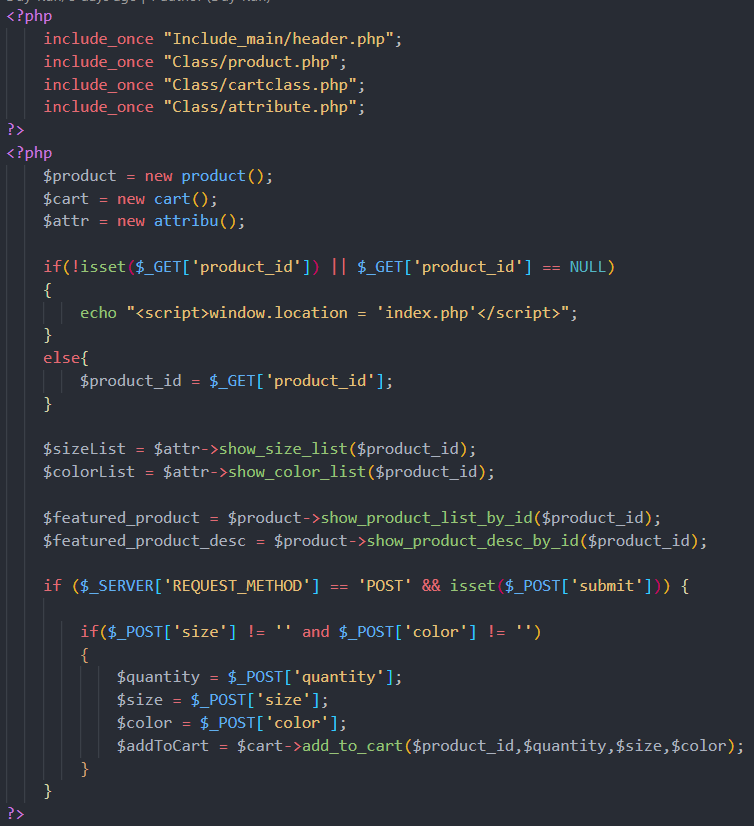 <?php
    include_once "Include_main/header.php";
    include_once "Class/product.php";
    include_once "Class/cartclass.php";
    include_once "Class/attribute.php";
?>
<?php
    $product = new product();
    $cart = new cart();
    $attr = new attribu();

    if(!isset($_GET['product_id']) || $_GET['product_id'] == NULL)
    {
        echo "<script>window.location = 'index.php'</script>";
    }
    else{
        $product_id = $_GET['product_id'];
    }

    $sizeList = $attr->show_size_list($product_id);
    $colorList = $attr->show_color_list($product_id);

    $featured_product = $product->show_product_list_by_id($product_id);
    $featured_product_desc = $product->show_product_desc_by_id($product_id);

    if ($_SERVER['REQUEST_METHOD'] == 'POST' && isset($_POST['submit'])) {

        if($_POST['size'] != '' and $_POST['color'] != '')
        {
            $quantity = $_POST['quantity'];
            $size = $_POST['size'];
            $color = $_POST['color'];
            $addToCart = $cart->add_to_cart($product_id,$quantity,$size,$color);
        }
    }
?>